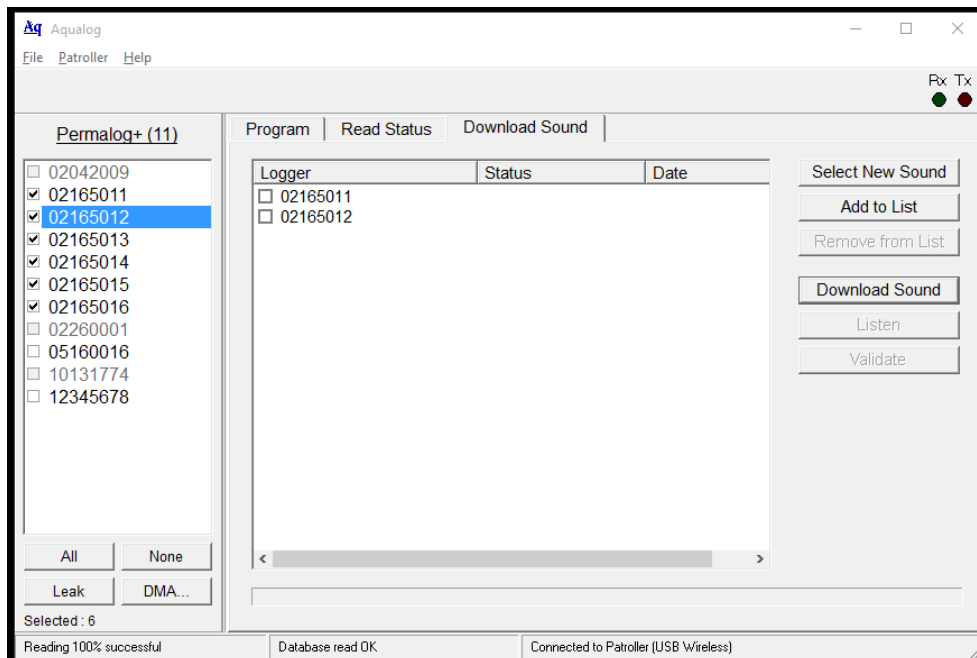 Aq Aqualog
File Patroller Help
Rx Tx
Permalog+ (11)
02042009
02165011
02165012
02165013
02165014
02165015
02165016
02260001
05160016
10131774
12345678
All None
Leak DMA...
Selected : 6
Program Read Status Download Sound
Logger Status Date
02165011
02165012
Select New Sound
Add to List
Remove from List
Download Sound
Listen
Validate
Reading 100% successful Database read OK Connected to Patroller (USB Wireless)